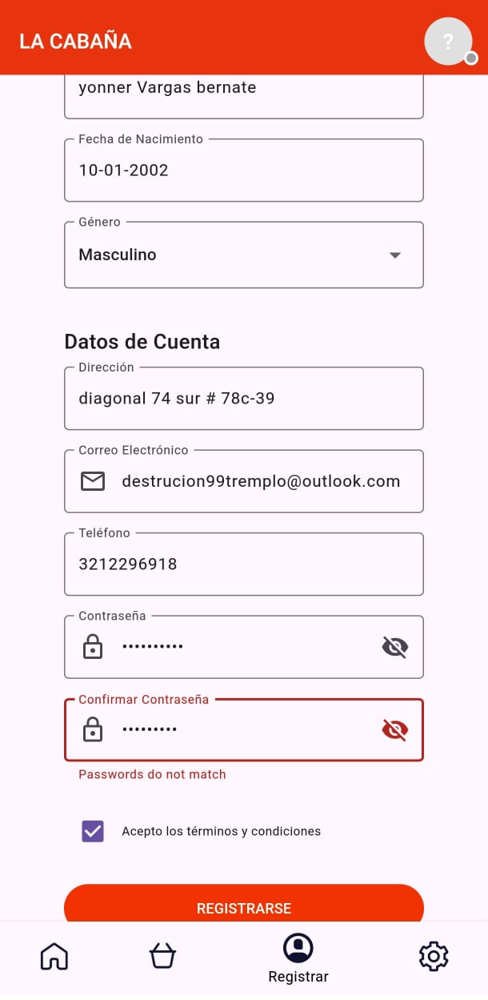 LA CABAÑA
?
yonner Vargas bernate
Fecha de Nacimiento
10-01-2002
Género
Masculino
Datos de Cuenta
Dirección
diagonal 74 sur # 78c-39
Correo Electrónico
destrucion99tremplo@outlook.com
Teléfono
3212296918
Contraseña
••••••••••
Confirmar Contraseña
•••••••••
Passwords do not match
Acepto los términos y condiciones
REGISTRARSE
Registrar